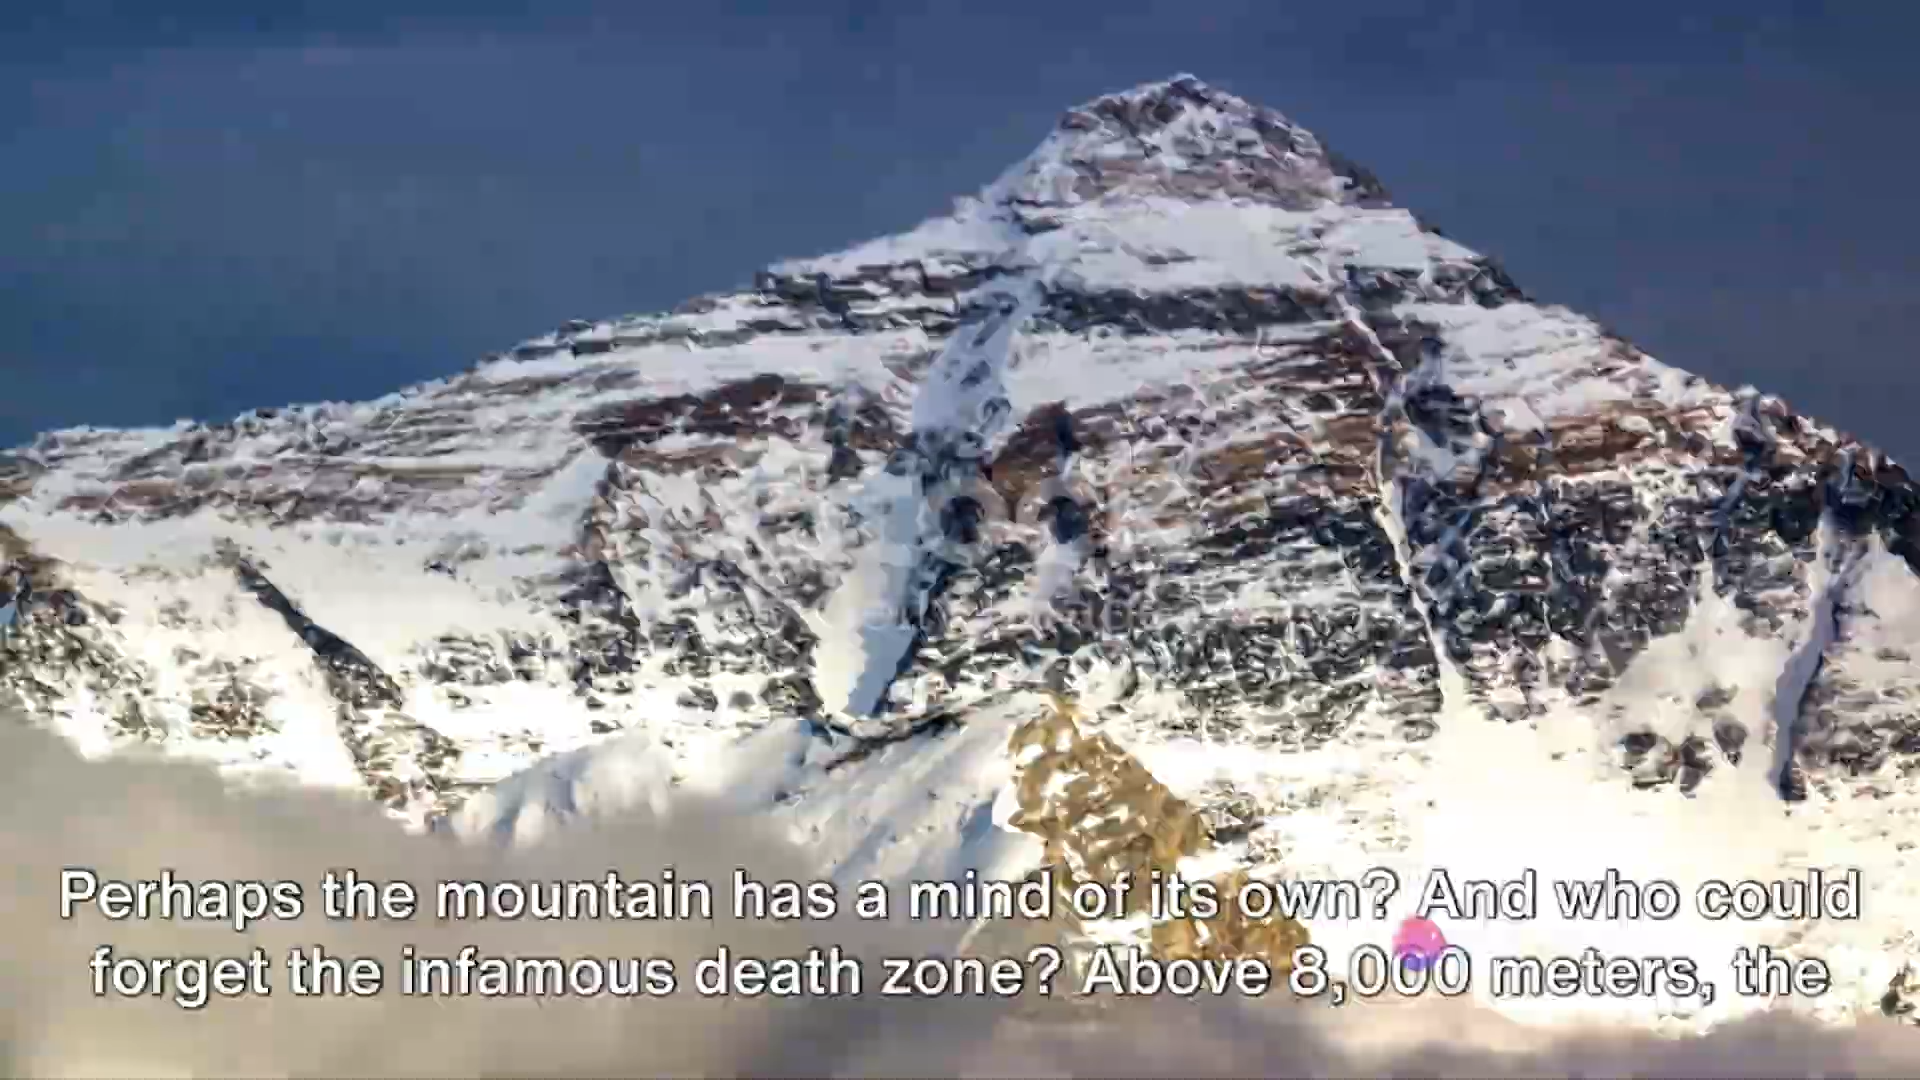 Perhaps the mountain has a mind of its own? And who could
forget the infamous death zone? Above 8,000 meters, the